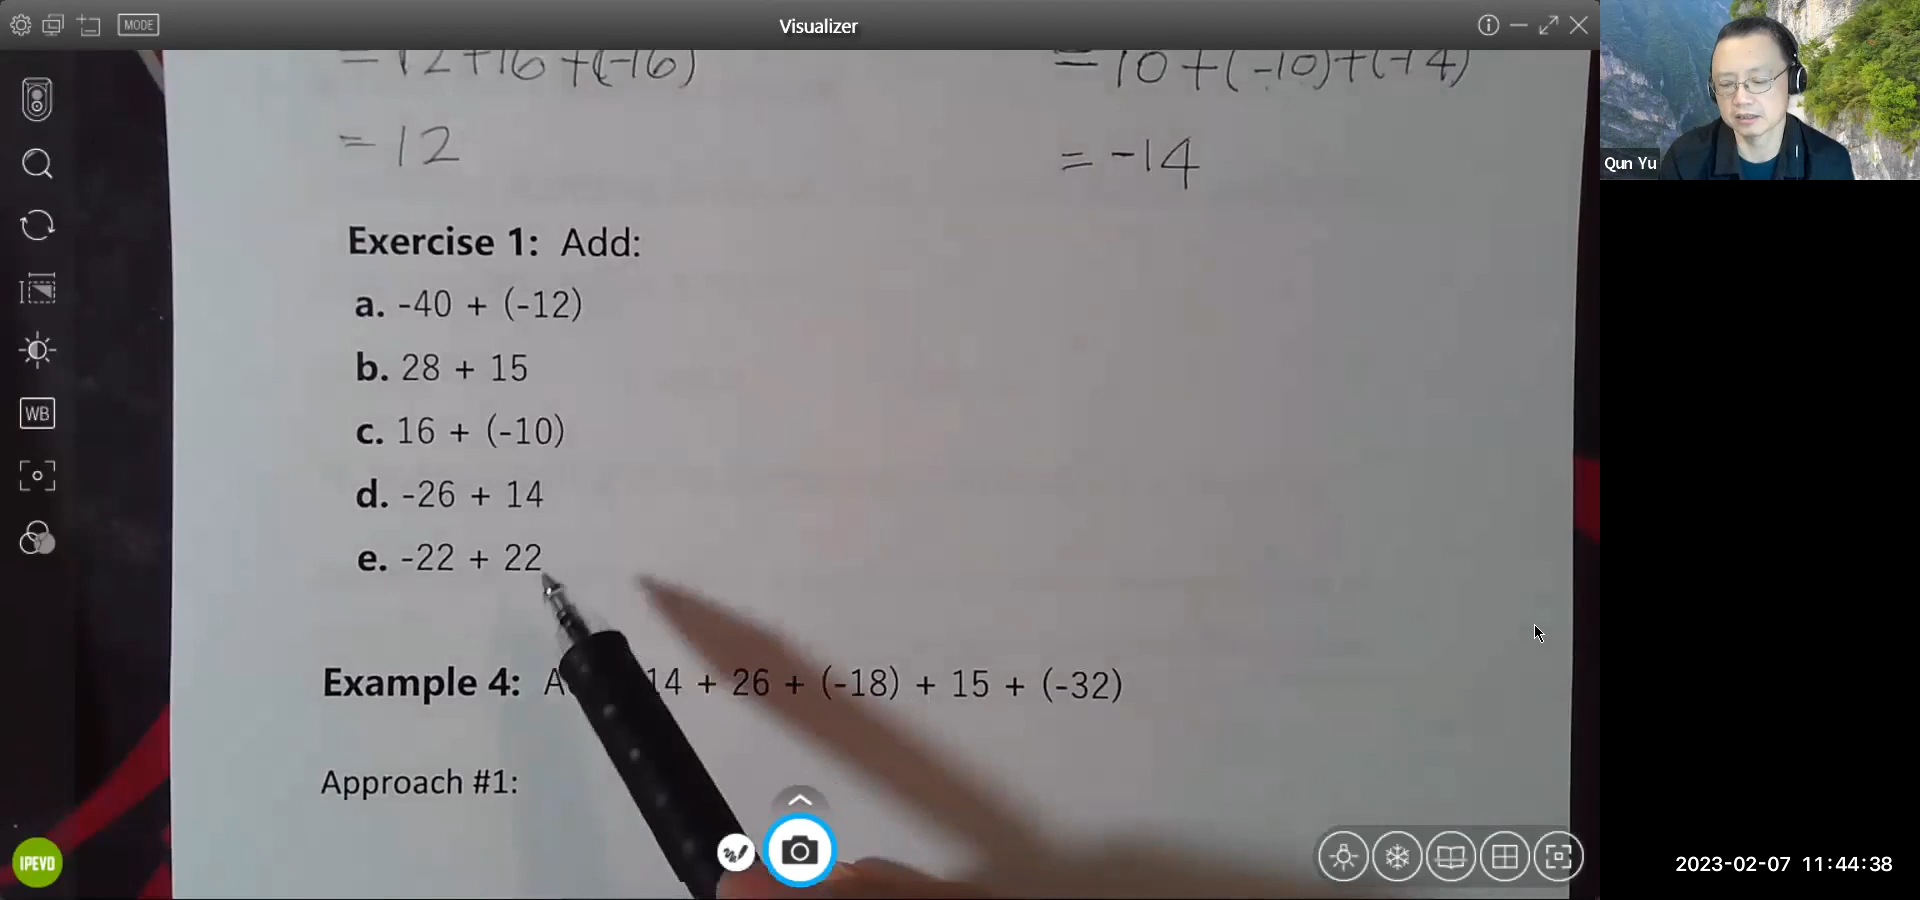 MODE
Visualizer
= 12 + 16 + (-16)
= 10 + (-10) + (-14)
= 12
= -14
Qun Yu
Exercise 1: Add:
a. -40 + (-12)
b. 28 + 15
c. 16 + (-10)
d. -26 + 14
e. -22 + 22
WB
Example 4: 14 + 26 + (-18) + 15 + (-32)
Approach #1:
IPEVO
2023-02-07 11:44:38